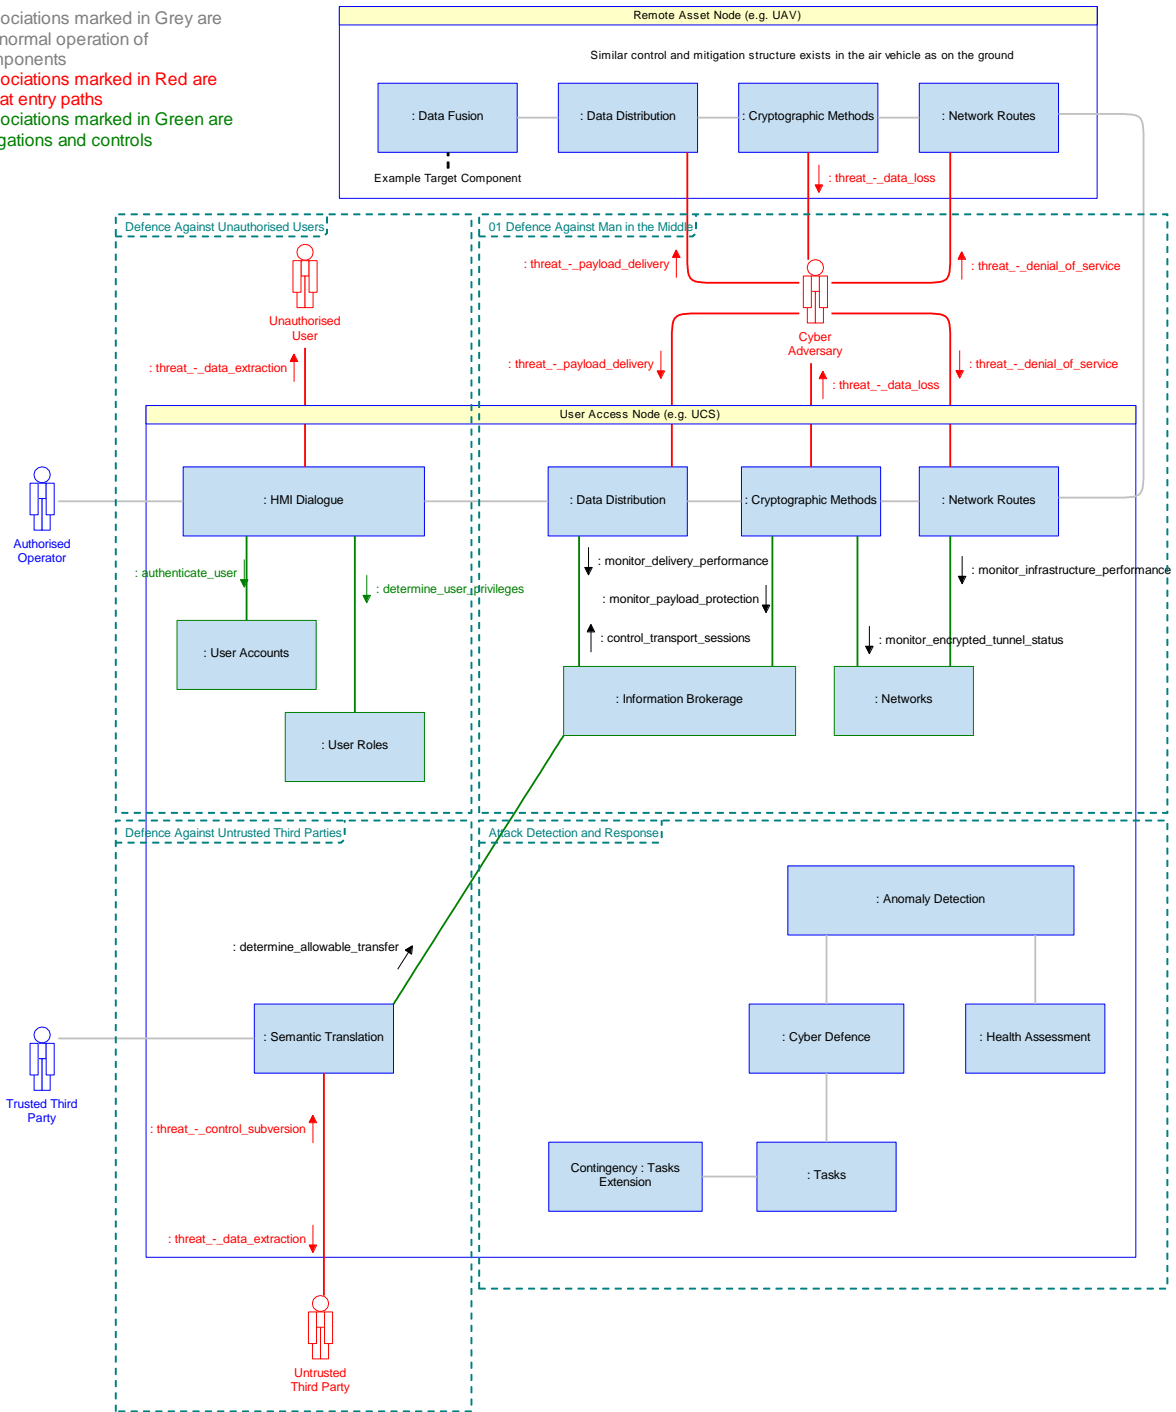 ociations marked in Grey are
normal operation of
ponents
ociations marked in Red are
at entry paths
ociations marked in Green are
gations and controls
Remote Asset Node (e.g. UAV)
Similar control and mitigation structure exists in the air vehicle as on the ground
: Data Fusion
: Data Distribution
: Cryptographic Methods
: Network Routes
Example Target Component
: threat_-_data_loss
Defence Against Unauthorised Users
01 Defence Against Man in the Middle
: threat_-_payload_delivery
: threat_-_denial_of_service
Unauthorised
User
Cyber
Adversary
: threat_-_data_extraction
: threat_-_payload_delivery
: threat_-_denial_of_service
: threat_-_data_loss
User Access Node (e.g. UCS)
: HMI Dialogue
: Data Distribution
: Cryptographic Methods
: Network Routes
Authorised
Operator
: authenticate_user
: determine_user_privileges
: monitor_delivery_performance
: monitor_infrastructure_performance
: monitor_payload_protection
: control_transport_sessions
: monitor_encrypted_tunnel_status
: User Accounts
: Information Brokerage
: Networks
: User Roles
Defence Against Untrusted Third Parties
Attack Detection and Response
: Anomaly Detection
: determine_allowable_transfer
: Semantic Translation
: Cyber Defence
: Health Assessment
Trusted Third
Party
: threat_-_control_subversion
Contingency : Tasks
Extension
: Tasks
: threat_-_data_extraction
Untrusted
Third Party